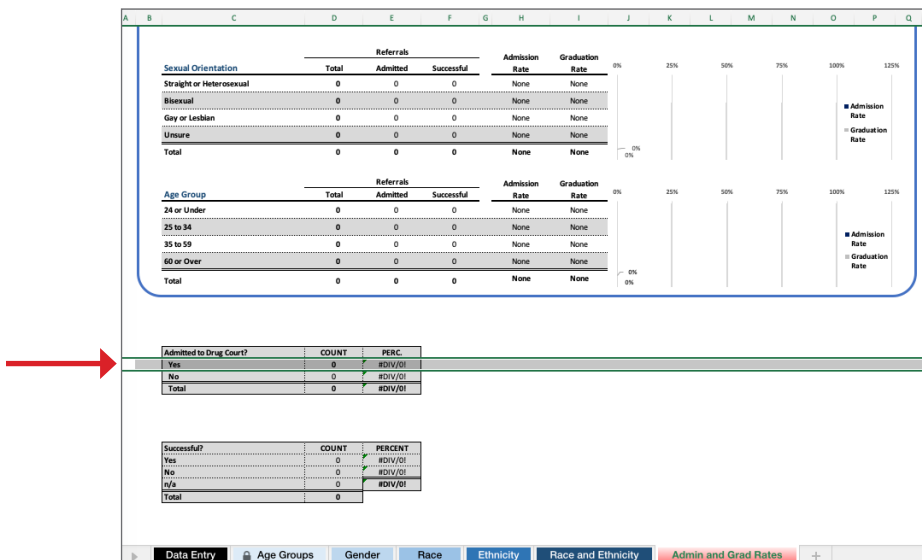 A B C D E F G H I J K L M N O P Q
Referrals
Admission Graduation
Sexual Orientation Total Admitted Successful Rate Rate 0% 25% 50% 75% 100% 125%
Straight or Heterosexual 0 0 0 None None
Bisexual 0 0 0 None None
Gay or Lesbian 0 0 0 None None
Unsure 0 0 0 None None
Total 0 0 0 None None
Admission
Rate
Graduation
Rate
0%
0%
Referrals
Admission Graduation
Age Group Total Admitted Successful Rate Rate 0% 25% 50% 75% 100% 125%
24 or Under 0 0 0 None None
25 to 34 0 0 0 None None
35 to 59 0 0 0 None None
60 or Over 0 0 0 None None
Total 0 0 0 None None
Admission
Rate
Graduation
Rate
0%
0%
Admitted to Drug Court? COUNT PERC.
Yes 0 #DIV/0!
No 0 #DIV/0!
Total 0 #DIV/0!
Successful? COUNT PERCENT
Yes 0 #DIV/0!
No 0 #DIV/0!
n/a 0 #DIV/0!
Total 0
Data Entry Age Groups Gender Race Ethnicity Race and Ethnicity Admin and Grad Rates +